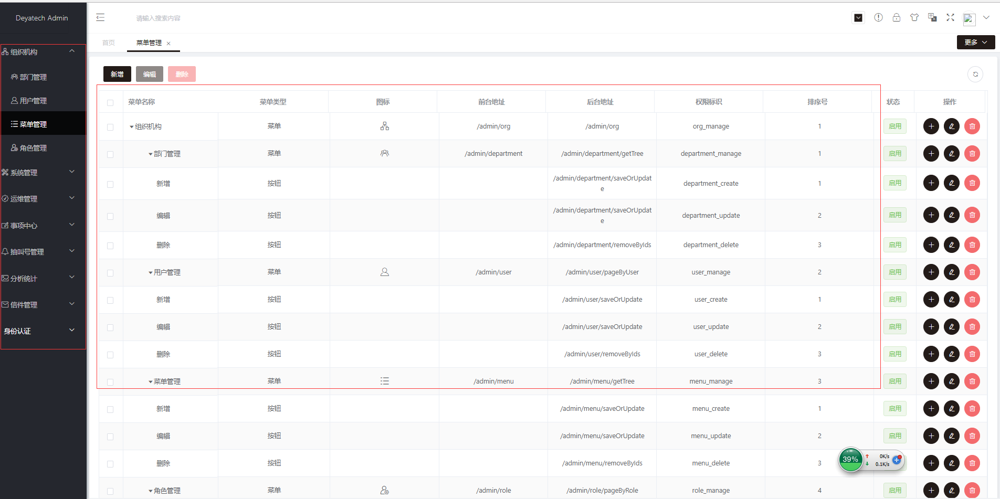 Deyatech Admin
请输入搜索内容
首页
菜单管理 ×
更多
组织机构
部门管理
用户管理
菜单管理
角色管理
系统管理
运维管理
事项中心
抽叫号管理
分析统计
信件管理
身份认证
新增 编辑 删除
菜单名称 菜单类型 图标 前台地址 后台地址 权限标识 排序号 状态 操作
组织机构 菜单 /admin/org /admin/org org_manage 1 启用
部门管理 菜单 /admin/department /admin/department/getTree department_manage 1 启用
新增 按钮 /admin/department/saveOrUpdat
e department_create 1 启用
编辑 按钮 /admin/department/saveOrUpdat
e department_update 2 启用
删除 按钮 /admin/department/removeByIds department_delete 3 启用
用户管理 菜单 /admin/user /admin/user/pageByUser user_manage 2 启用
新增 按钮 /admin/user/saveOrUpdate user_create 1 启用
编辑 按钮 /admin/user/saveOrUpdate user_update 2 启用
删除 按钮 /admin/user/removeByIds user_delete 3 启用
菜单管理 菜单 /admin/menu /admin/menu/getTree menu_manage 3 启用
新增 按钮 /admin/menu/saveOrUpdate menu_create 1 启用
编辑 按钮 /admin/menu/saveOrUpdate menu_update 2 启用
删除 按钮 /admin/menu/removeByIds menu_delete 3
39% 0K/s
0.1K/s
角色管理 菜单 /admin/role /admin/role/pageByRole role_manage 4 启用